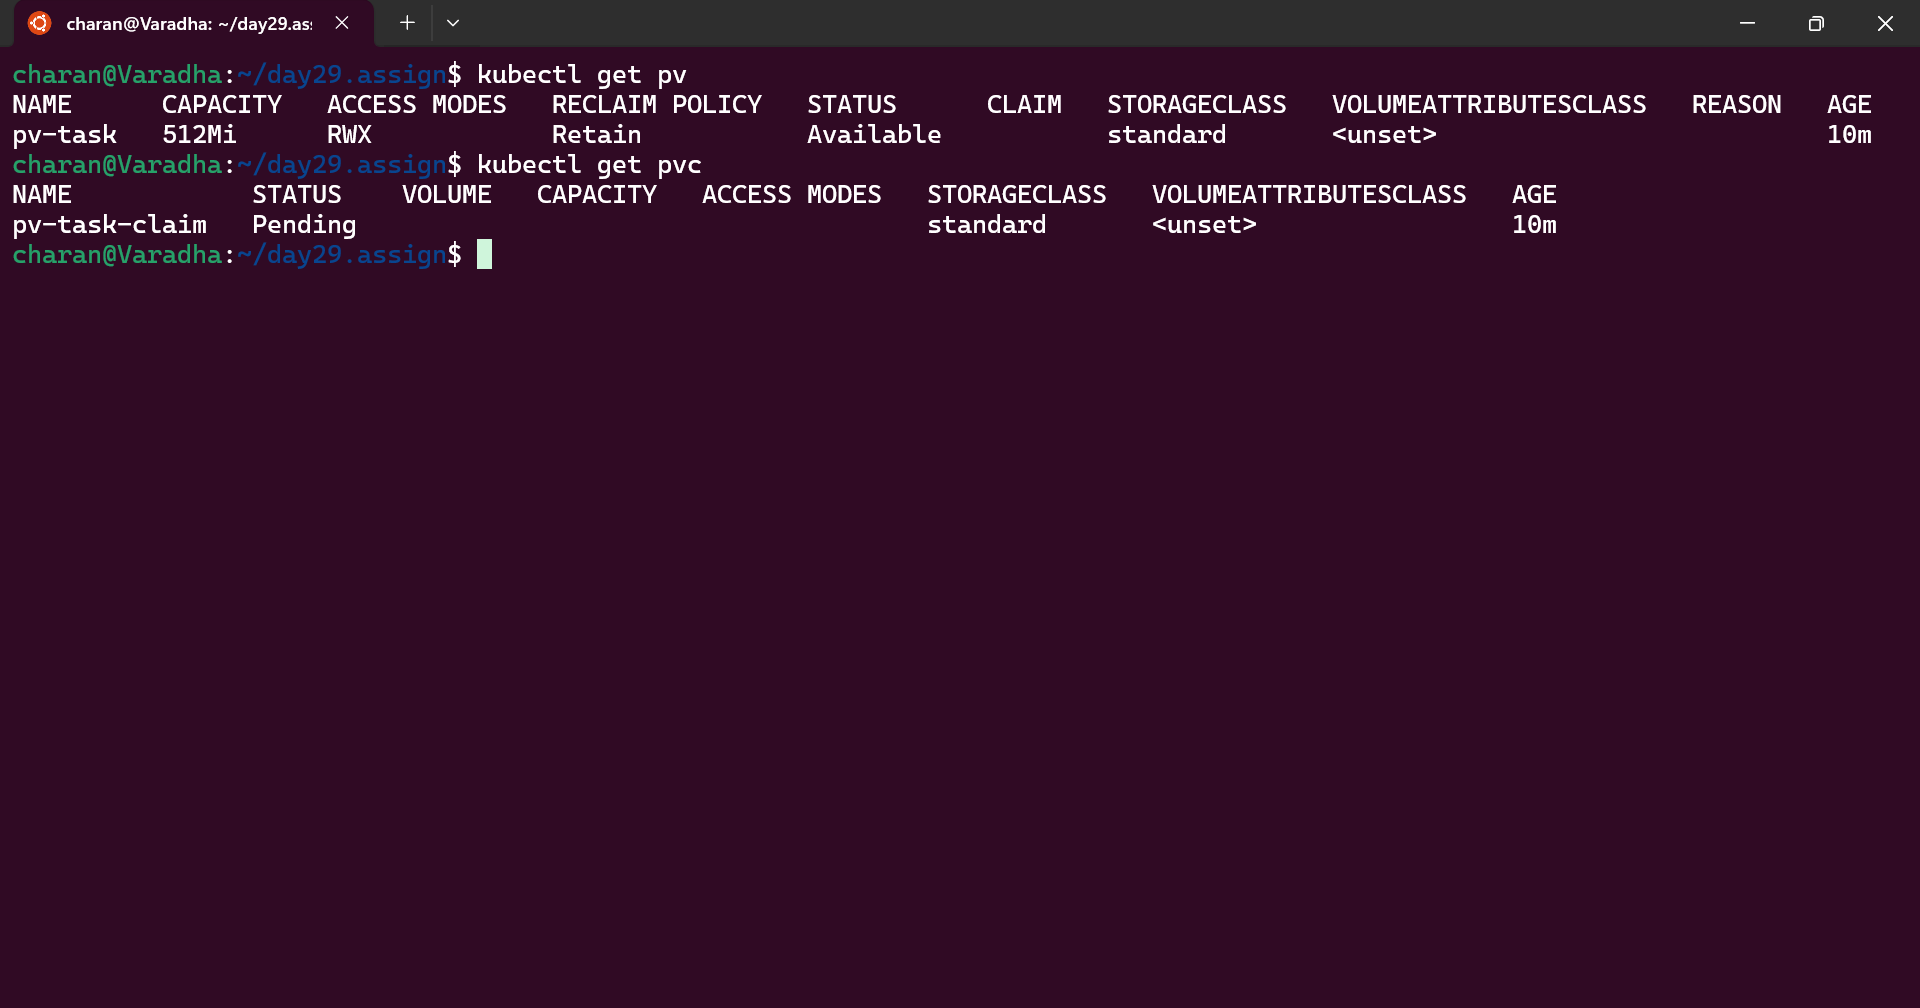 charan@Varadha: ~/day29.as
charan@Varadha:~/day29.assign$ kubectl get pv
NAME CAPACITY ACCESS MODES RECLAIM POLICY STATUS CLAIM STORAGECLASS VOLUMEATTRIBUTESCLASS REASON AGE
pv-task 512Mi RWX Retain Available standard <unset> 10m
charan@Varadha:~/day29.assign$ kubectl get pvc
NAME STATUS VOLUME CAPACITY ACCESS MODES STORAGECLASS VOLUMEATTRIBUTESCLASS AGE
pv-task-claim Pending standard <unset> 10m
charan@Varadha:~/day29.assign$